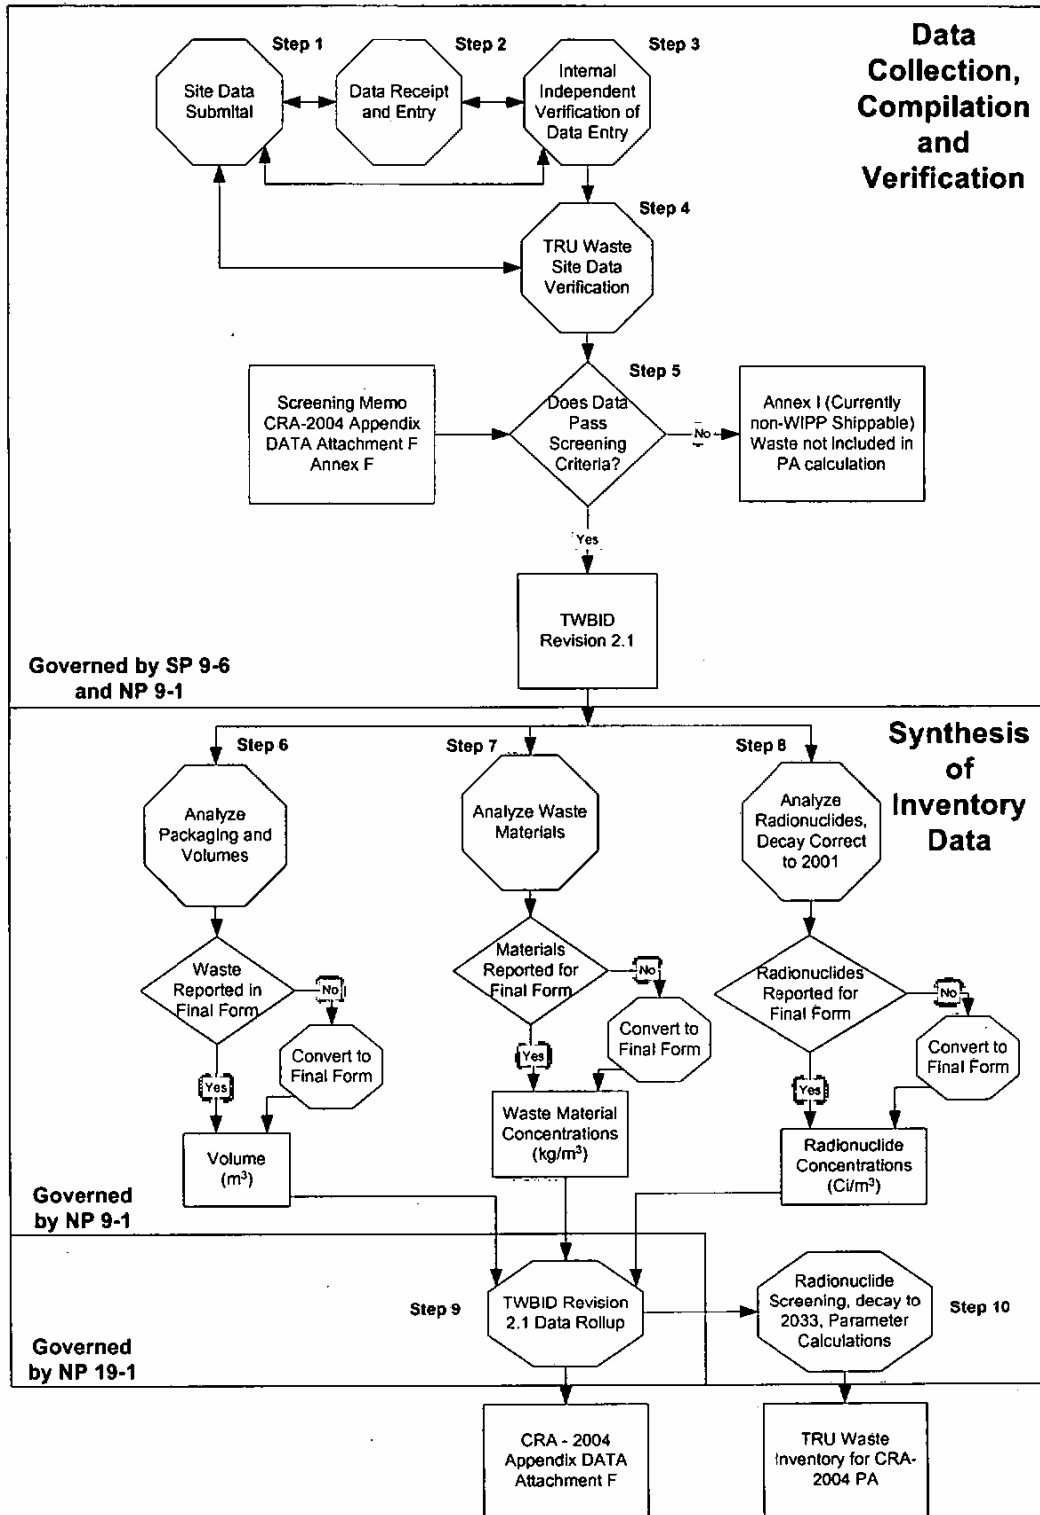 Data
Collection,
Compilation
and
Verification
Step 1
Site Data
Submital
Step 2
Data Receipt
and Entry
Step 3
Internal
Independent
Verification of
Data Entry
Step 4
TRU Waste
Site Data
Verification
Step 5
Screening Memo
CRA-2004 Appendix
DATA Attachment F
Annex F
Does Data
Pass
Screening
Criteria?
No
Annex I (Currently
non-WIPP Shippable)
Waste not Included in
PA calculation
Yes
TWBID
Revision 2.1
Governed by SP 9-6
and NP 9-1
Synthesis
of
Inventory
Data
Step 6
Analyze
Packaging and
Volumes
Step 7
Analyze Waste
Materials
Step 8
Analyze
Radionuclides,
Decay Correct
to 2001
Waste
Reported in
Final Form
No
Convert to
Final Form
Yes
Volume
(m³)
Materials
Reported for
Final Form
No
Convert to
Final Form
Yes
Waste Material
Concentrations
(kg/m³)
Radionuclides
Reported for
Final Form
No
Convert to
Final Form
Yes
Radionuclide
Concentrations
(Ci/m³)
Governed
by NP 9-1
Step 9
TWBID Revision
2.1 Data Rollup
Radionuclide
Screening, decay to
2033, Parameter
Calculations
Step 10
Governed
by NP 19-1
CRA - 2004
Appendix DATA
Attachment F
TRU Waste
Inventory for CRA-
2004 PA